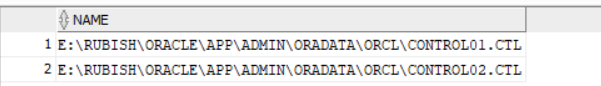 NAME
1 E:\RUBISH\ORACLE\APP\ADMIN\ORADATA\ORCL\CONTROL01.CTL
2 E:\RUBISH\ORACLE\APP\ADMIN\ORADATA\ORCL\CONTROL02.CTL